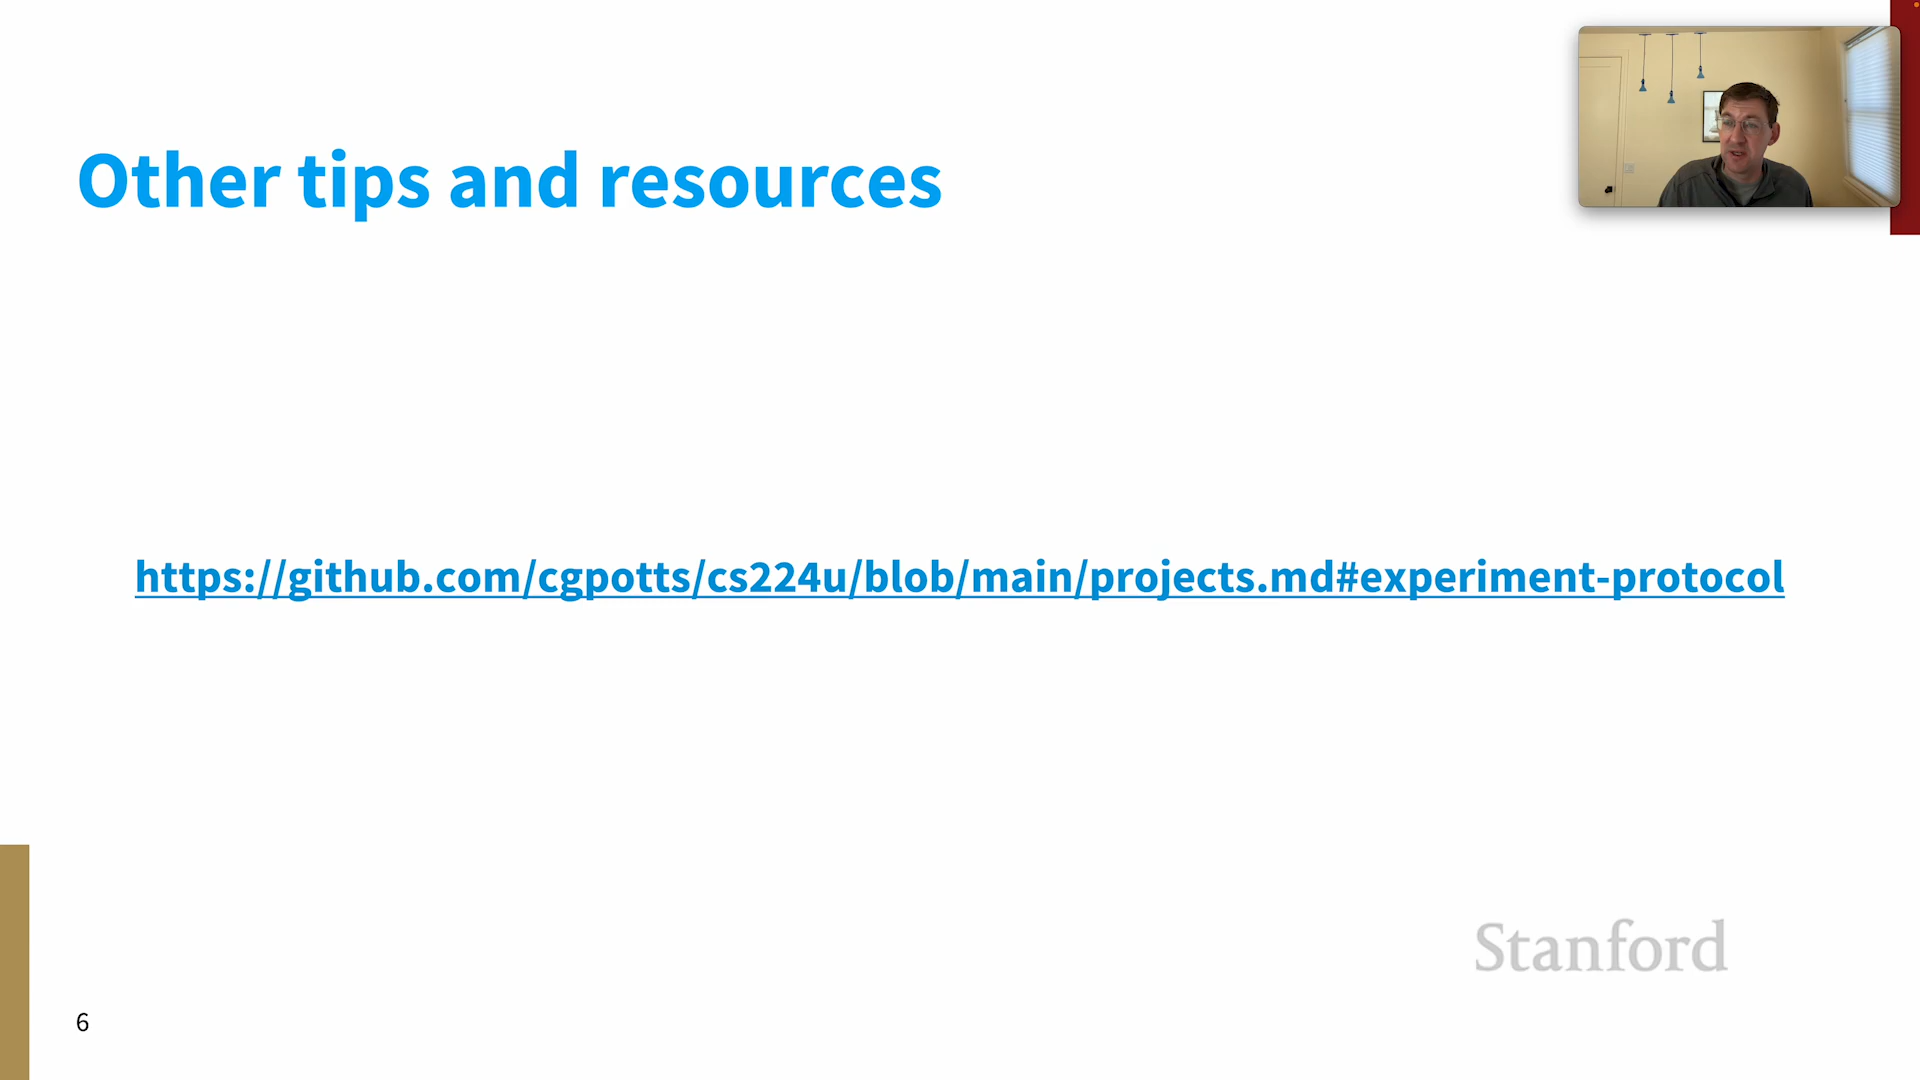 Other tips and resources
https://github.com/cgpotts/cs224u/blob/main/projects.md#experiment-protocol
Stanford
6